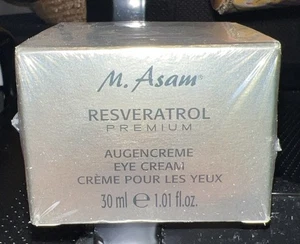 M. Asam®
RESVERATROL
PREMIUM
AUGENCREME
EYE CREAM
CRÈME POUR LES YEUX
30 ml ℮ 1.01 fl.oz.